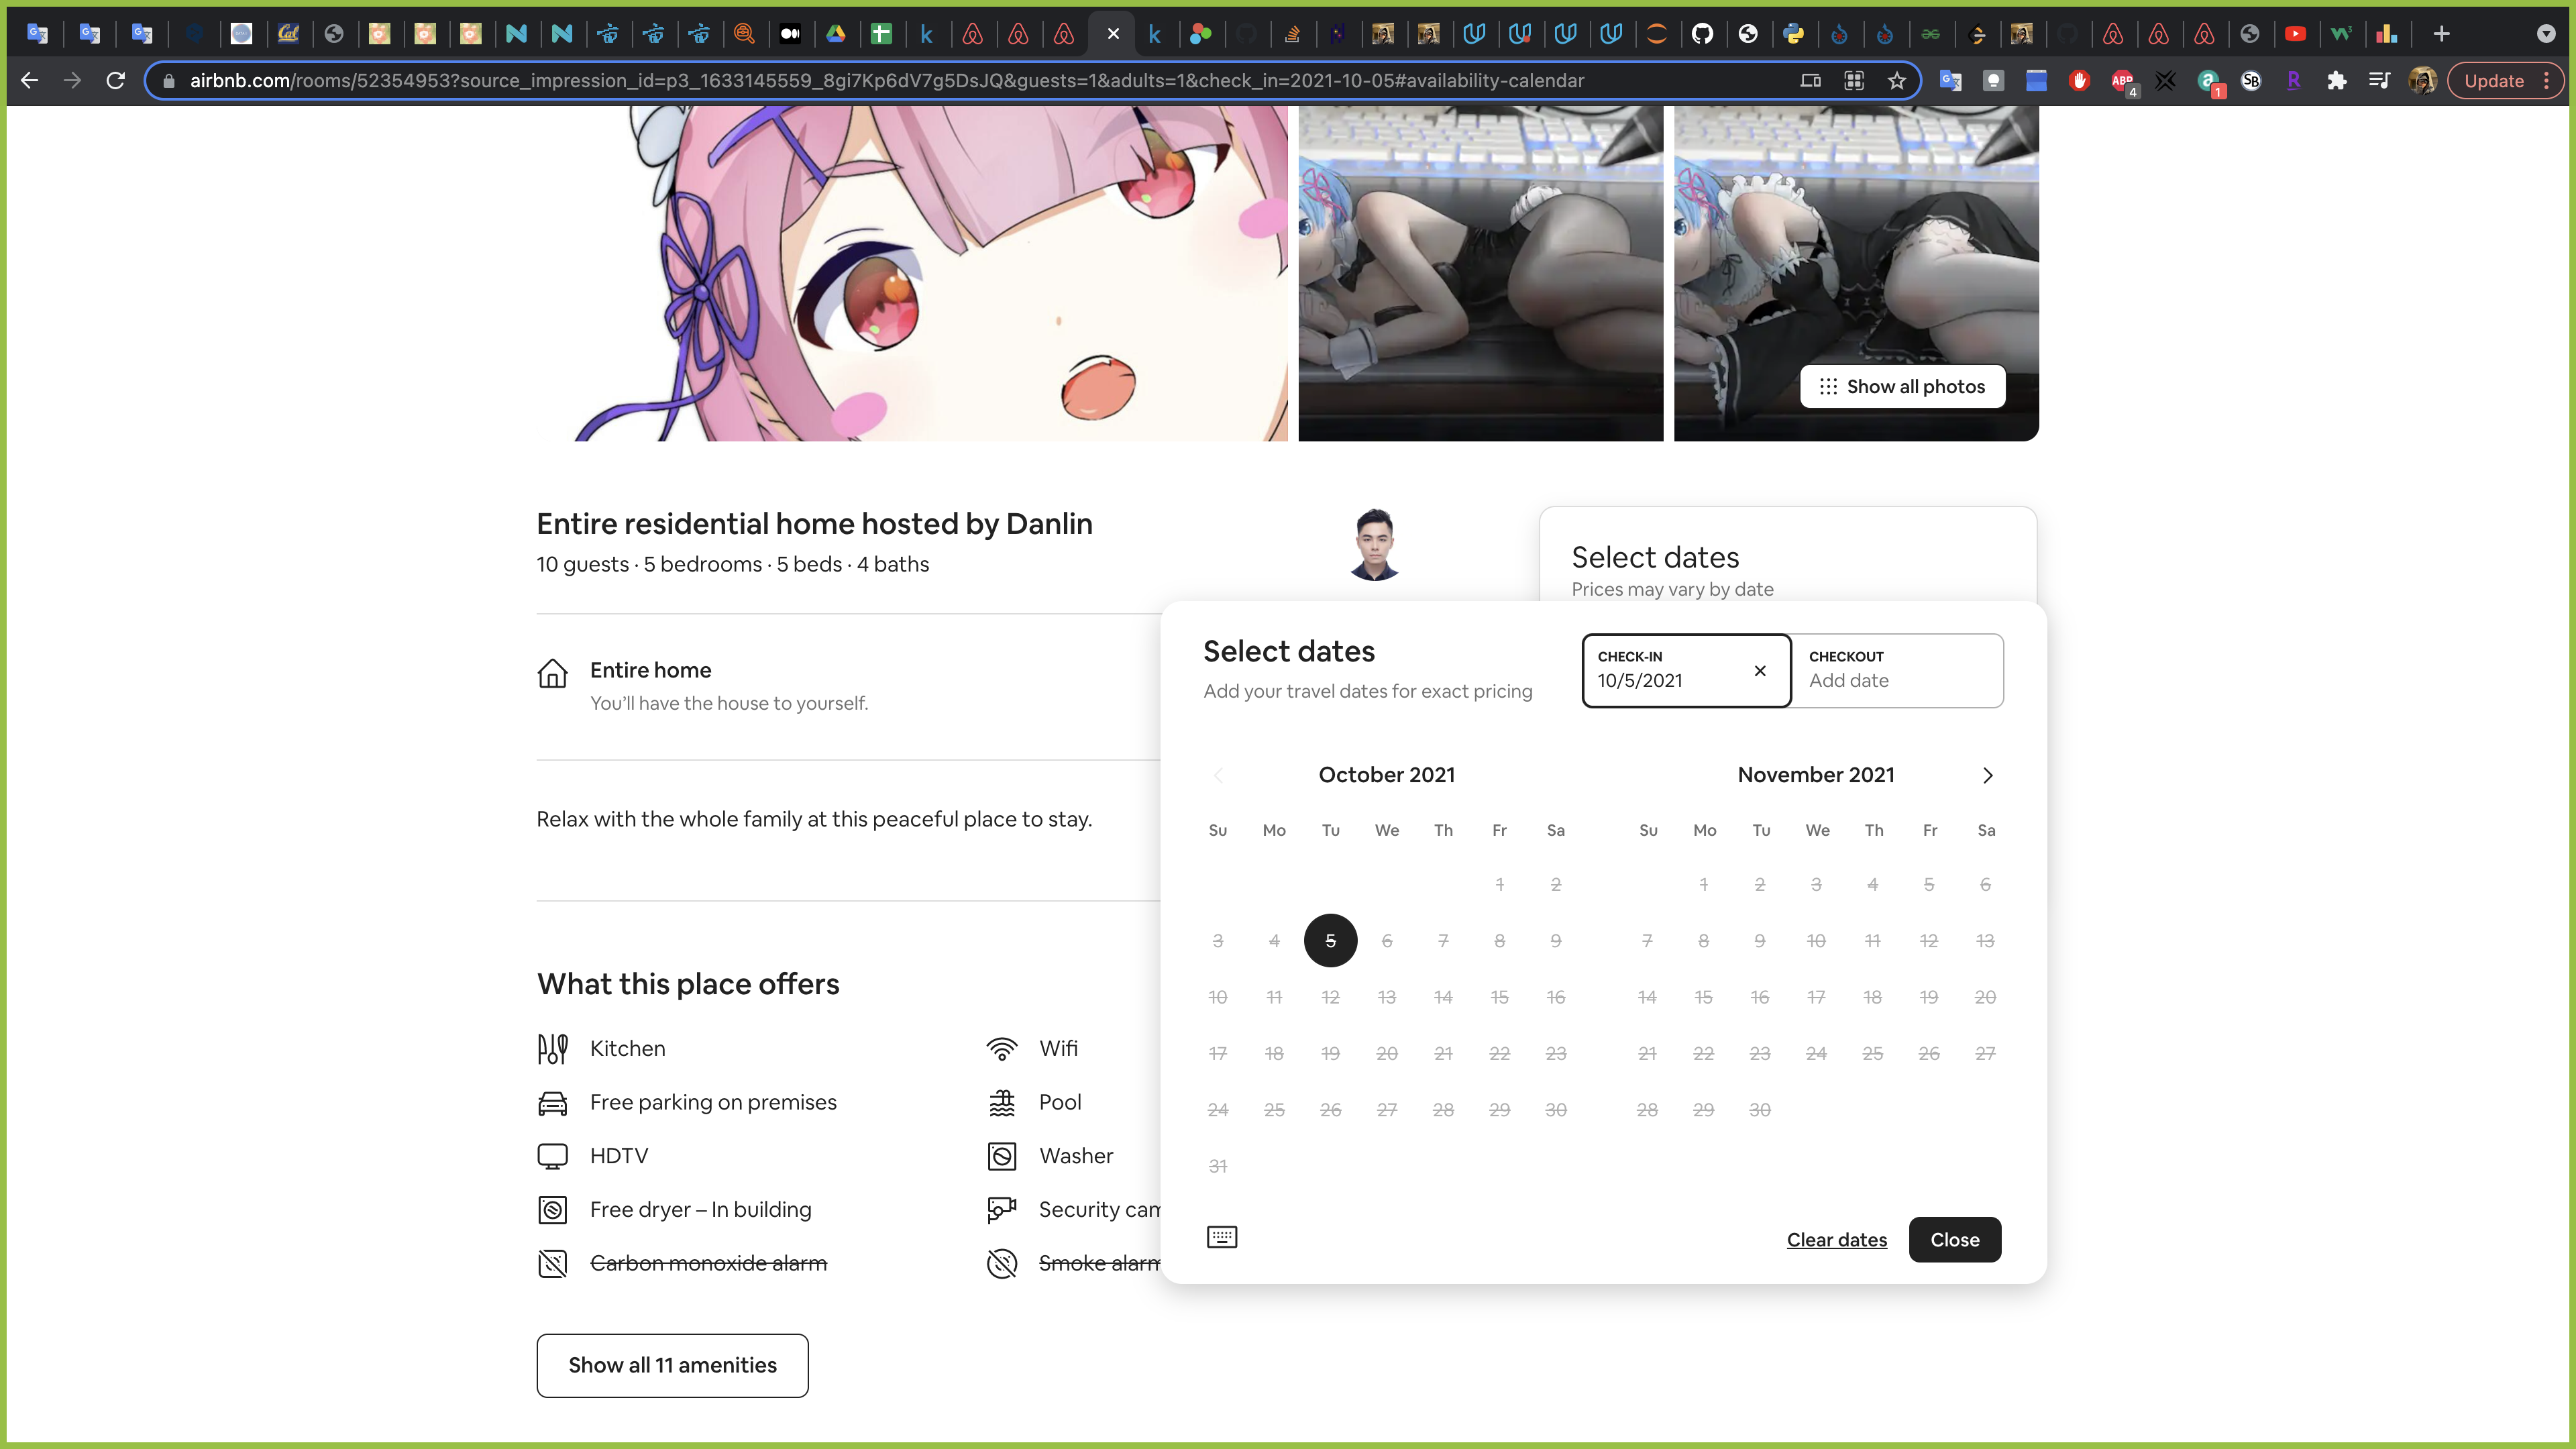 airbnb.com/rooms/52354953?source_impression_id=p3_1633145559_8gi7Kp6dV7g5DsJQ&guests=1&adults=1&check_in=2021-10-05#availability-calendar
ABP
4
1
SB
R
Update
Show all photos
Entire residential home hosted by Danlin
10 guests · 5 bedrooms · 5 beds · 4 baths
Entire home
You'll have the house to yourself.
Relax with the whole family at this peaceful place to stay.
What this place offers
Kitchen
Wifi
Free parking on premises
Pool
HDTV
Washer
Free dryer – In building
Security cam
Carbon monoxide alarm
Smoke alarm
Show all 11 amenities
Select dates
Prices may vary by date
Select dates
Add your travel dates for exact pricing
CHECK-IN
10/5/2021
CHECKOUT
Add date
October 2021
Su Mo Tu We Th Fr Sa
1 2
3 4 5 6 7 8 9
10 11 12 13 14 15 16
17 18 19 20 21 22 23
24 25 26 27 28 29 30
31
November 2021
Su Mo Tu We Th Fr Sa
1 2 3 4 5 6
7 8 9 10 11 12 13
14 15 16 17 18 19 20
21 22 23 24 25 26 27
28 29 30
Clear dates
Close